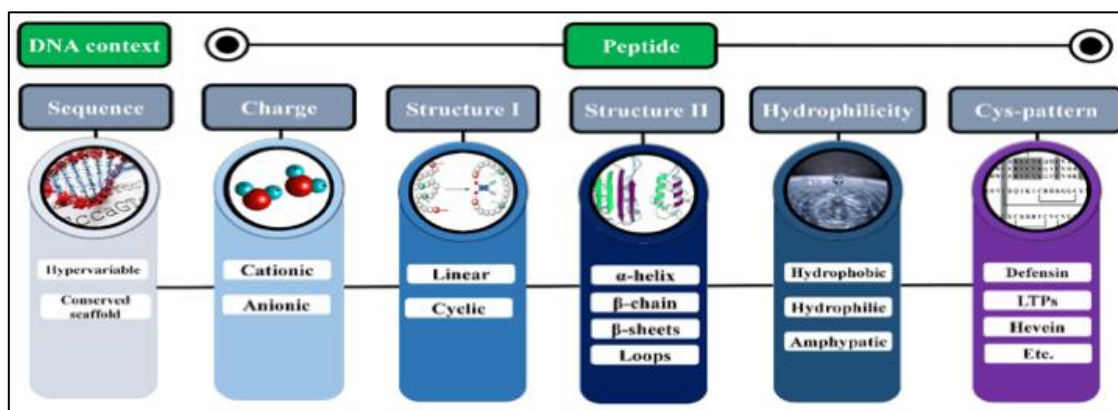 DNA context
Peptide
Sequence
Charge
Structure I
Structure II
Hydrophilicity
Cys-pattern
Hypervariable
Conserved
scaffold
Cationic
Anionic
Linear
Cyclic
α-helix
β-chain
β-sheets
Loops
Hydrophobic
Hydrophilic
Amphypatic
Defensin
LTPs
Hevein
Etc.